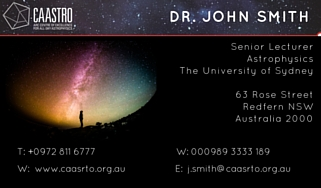 CAASTRO
ARC CENTRE OF EXCELLENCE
FOR ALL-SKY ASTROPHYSICS
DR. JOHN SMITH
Senior Lecturer
Astrophysics
The University of Sydney
63 Rose Street
Redfern NSW
Australia 2000
T: +0972 811 6777
W: 000989 3333 189
W: www.caasrto.org.au
E: j.smith@caasrto.org.au